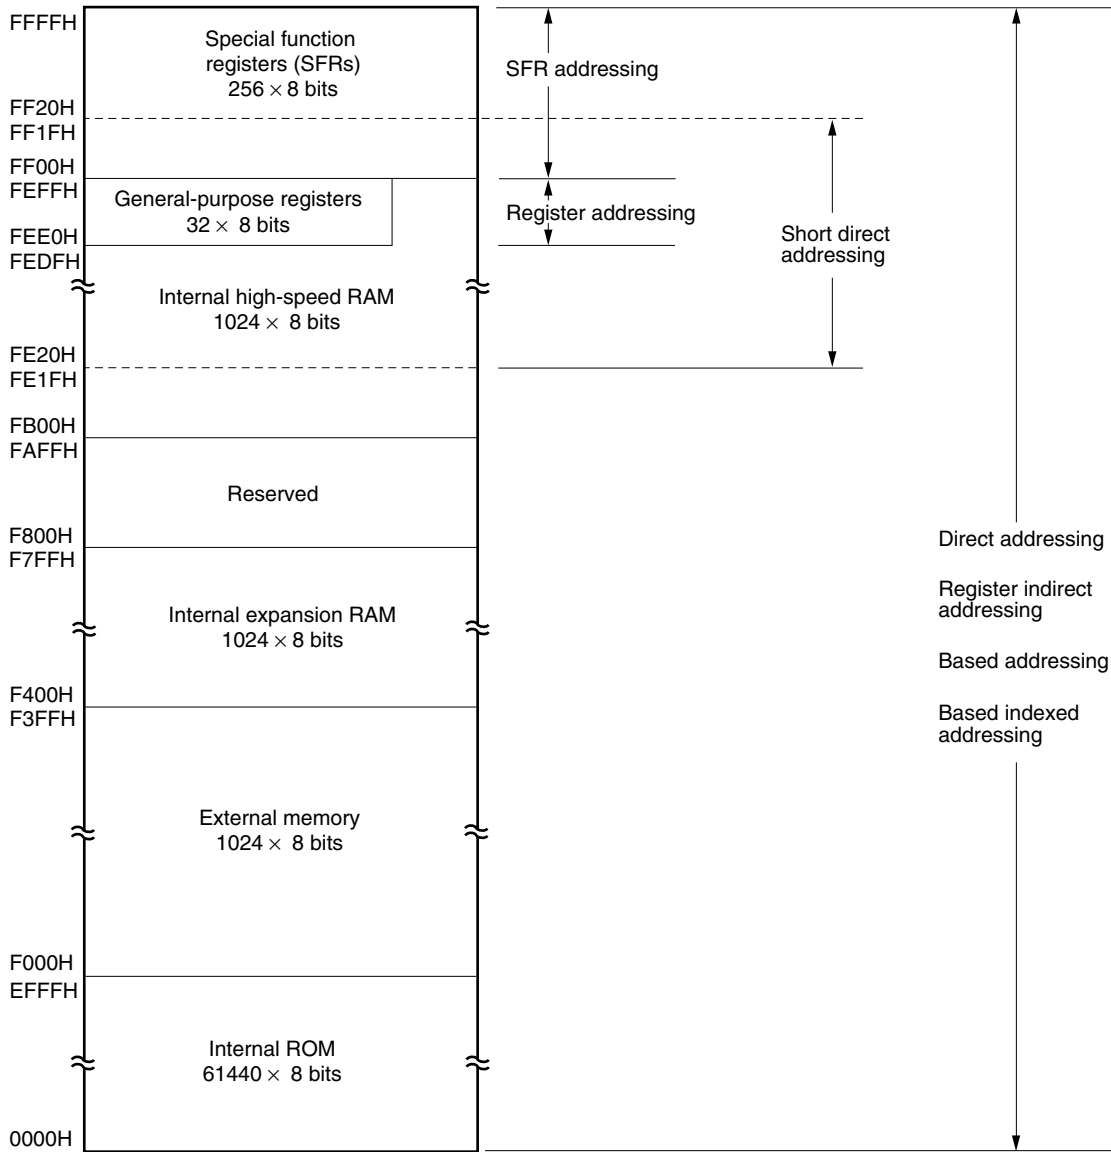 FFFFH
Special function
registers (SFRs)
256 × 8 bits
SFR addressing
FF20H
FF1FH
FF00H
FEFFH
General-purpose registers
32 × 8 bits
Register addressing
FEE0H
FEDFH
Short direct
addressing
Internal high-speed RAM
1024 × 8 bits
FE20H
FE1FH
FB00H
FAFFH
Reserved
F800H
F7FFH
Direct addressing
Register indirect
addressing
Based addressing
Based indexed
addressing
Internal expansion RAM
1024 × 8 bits
F400H
F3FFH
External memory
1024 × 8 bits
F000H
EFFFH
Internal ROM
61440 × 8 bits
0000H